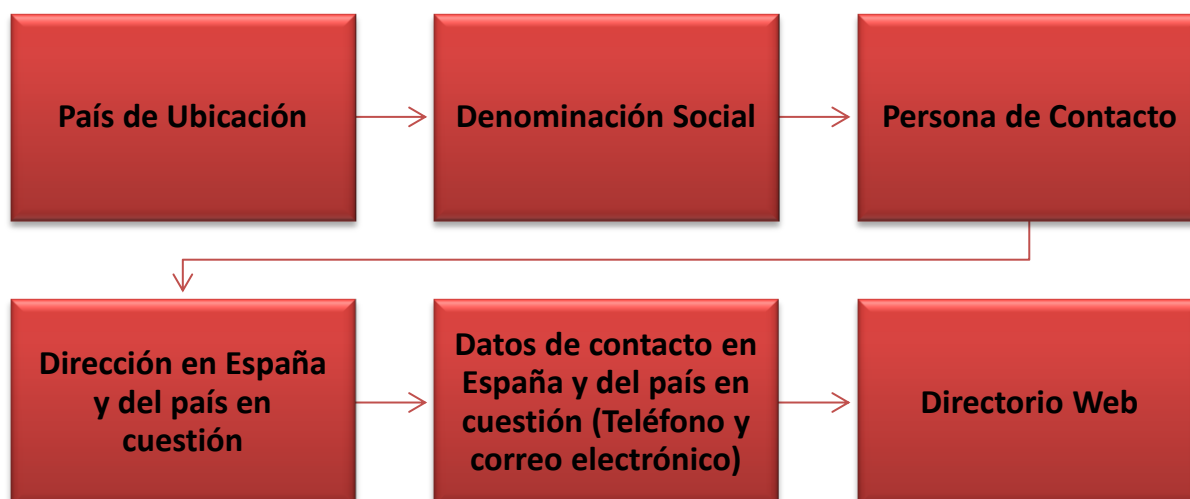 País de Ubicación
Denominación Social
Persona de Contacto
Dirección en España
y del país en
cuestión
Datos de contacto en
España y del país en
cuestión (Teléfono y
correo electrónico)
Directorio Web